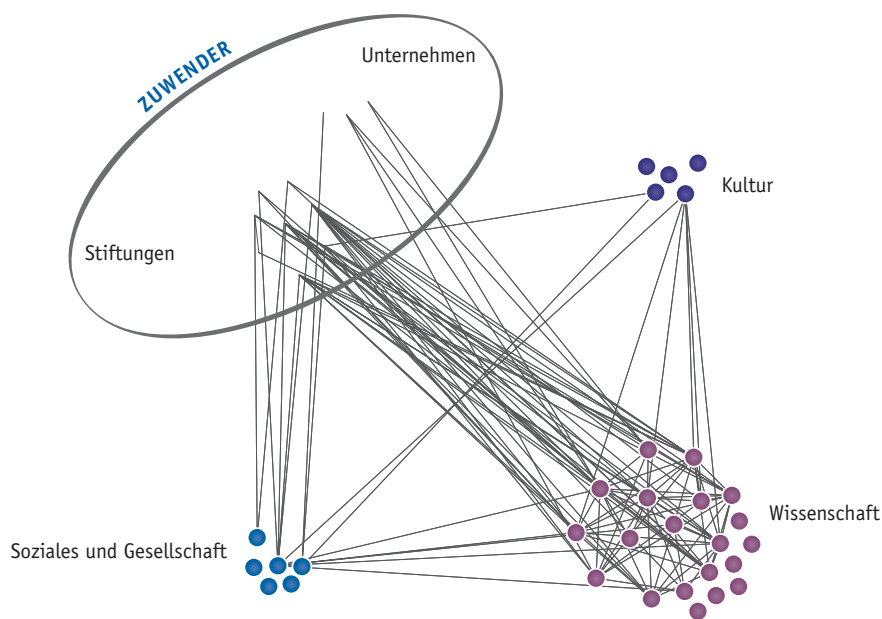 ZUWENDER
Unternehmen
Kultur
Stiftungen
Wissenschaft
Soziales und Gesellschaft